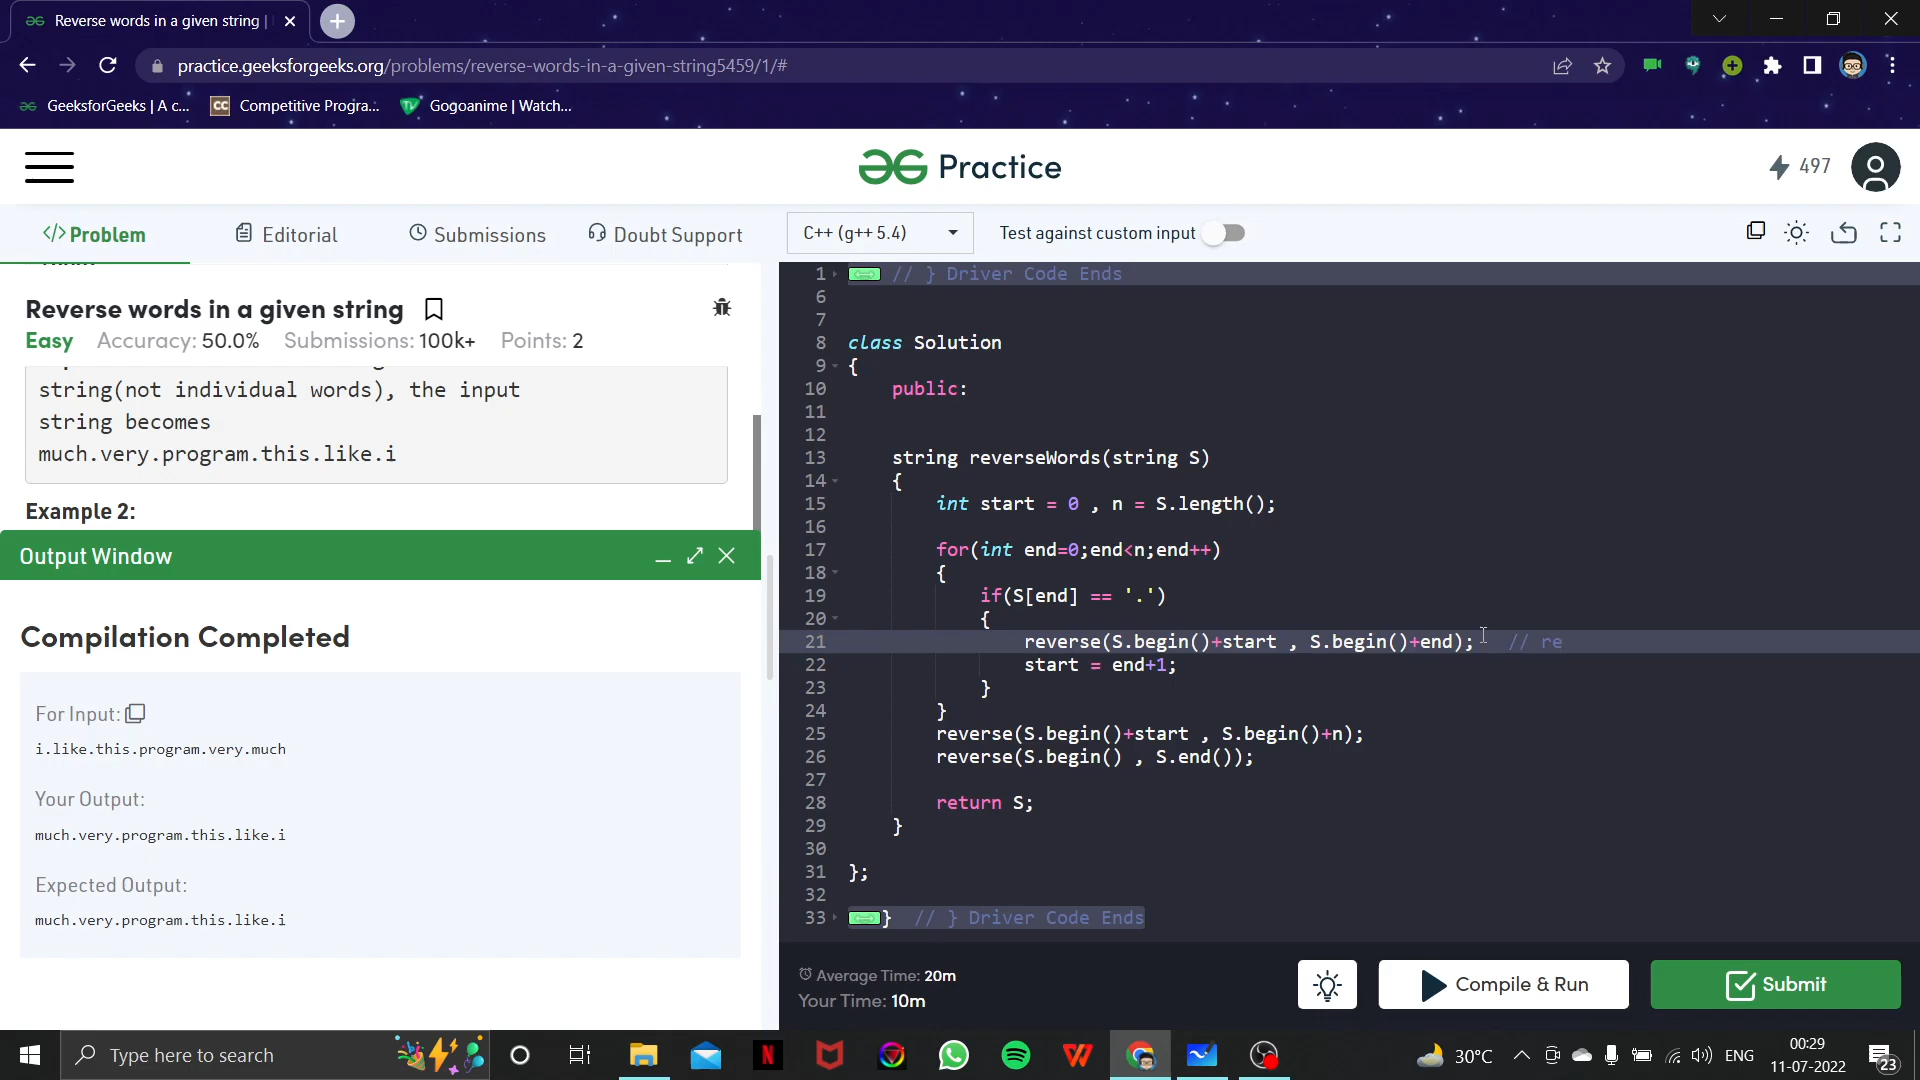 Reverse words in a given string |
practice.geeksforgeeks.org/problems/reverse-words-in-a-given-string5459/1/#
GeeksforGeeks | A c...
Competitive Progra...
Gogoanime | Watch...
Practice
497
</>Problem
Editorial
Submissions
Doubt Support
C++ (g++ 5.4)
Test against custom input
Reverse words in a given string
Easy Accuracy: 50.0% Submissions: 100k+ Points: 2
string(not individual words), the input
string becomes
much.very.program.this.like.i
Example 2:
Output Window
Compilation Completed
For Input:
i.like.this.program.very.much
Your Output:
much.very.program.this.like.i
Expected Output:
much.very.program.this.like.i
1 // } Driver Code Ends
6
7
8 class Solution
9 {
10 public:
11
12
13 string reverseWords(string S)
14 {
15 int start = 0 , n = S.length();
16
17 for(int end=0;end<n;end++)
18 {
19 if(S[end] == '.')
20 {
21 reverse(S.begin()+start , S.begin()+end); // re
22 start = end+1;
23 }
24 }
25 reverse(S.begin()+start , S.begin()+n);
26 reverse(S.begin() , S.end());
27
28 return S;
29 }
30
31 };
32
33 } // } Driver Code Ends
Average Time: 20m
Your Time: 10m
Compile & Run
Submit
Type here to search
30°C
ENG
00:29
11-07-2022
23